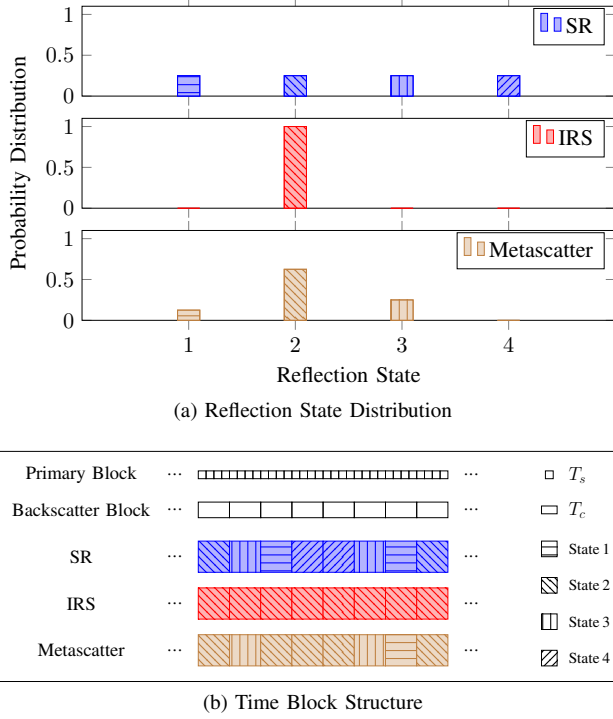 1
0.5
0
SR
1
0.5
0
IRS
1
0.5
0
Metascatter
Probability Distribution
1 2 3 4
Reflection State
(a) Reflection State Distribution
Primary Block ... ... T_s
Backscatter Block ... ... T_c
SR ... ... State 1
State 2
IRS ... ...
State 3
Metascatter ... ... State 4
(b) Time Block Structure